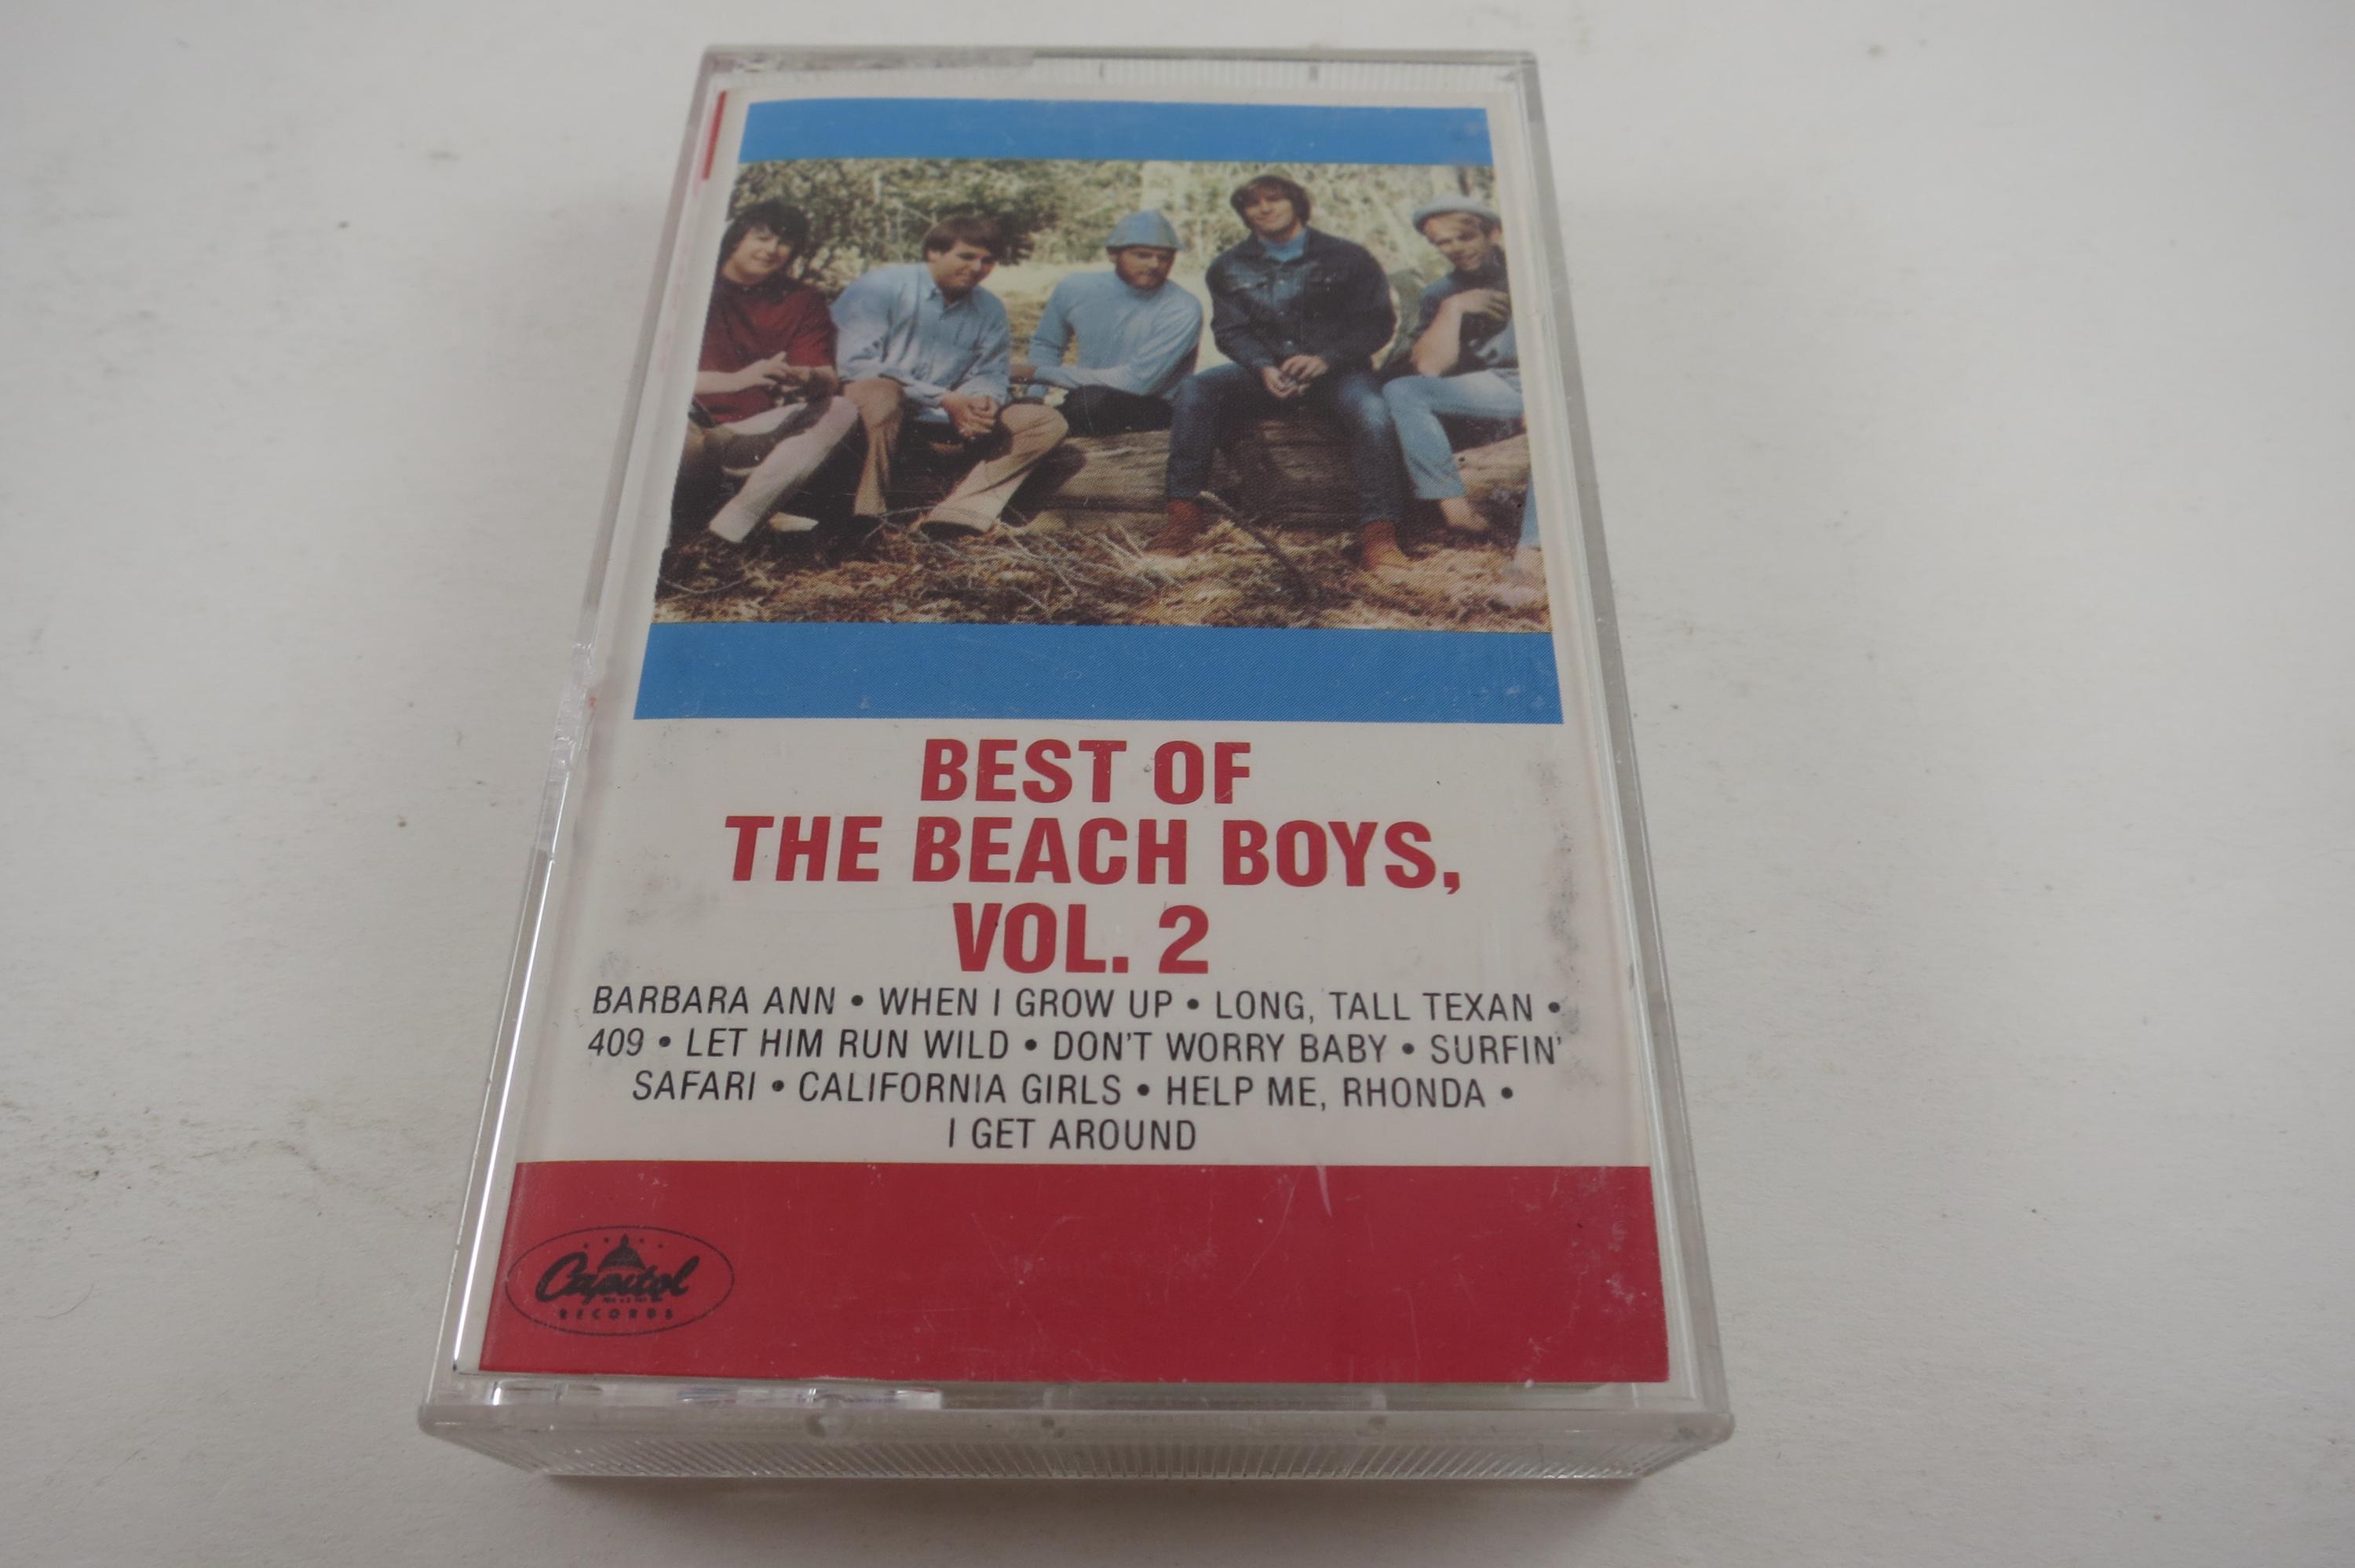 BEST OF
THE BEACH BOYS,
VOL. 2
BARBARA ANN • WHEN I GROW UP • LONG, TALL TEXAN •
409 • LET HIM RUN WILD • DON'T WORRY BABY • SURFIN'
SAFARI • CALIFORNIA GIRLS • HELP ME, RHONDA •
I GET AROUND
Capitol
RECORDS